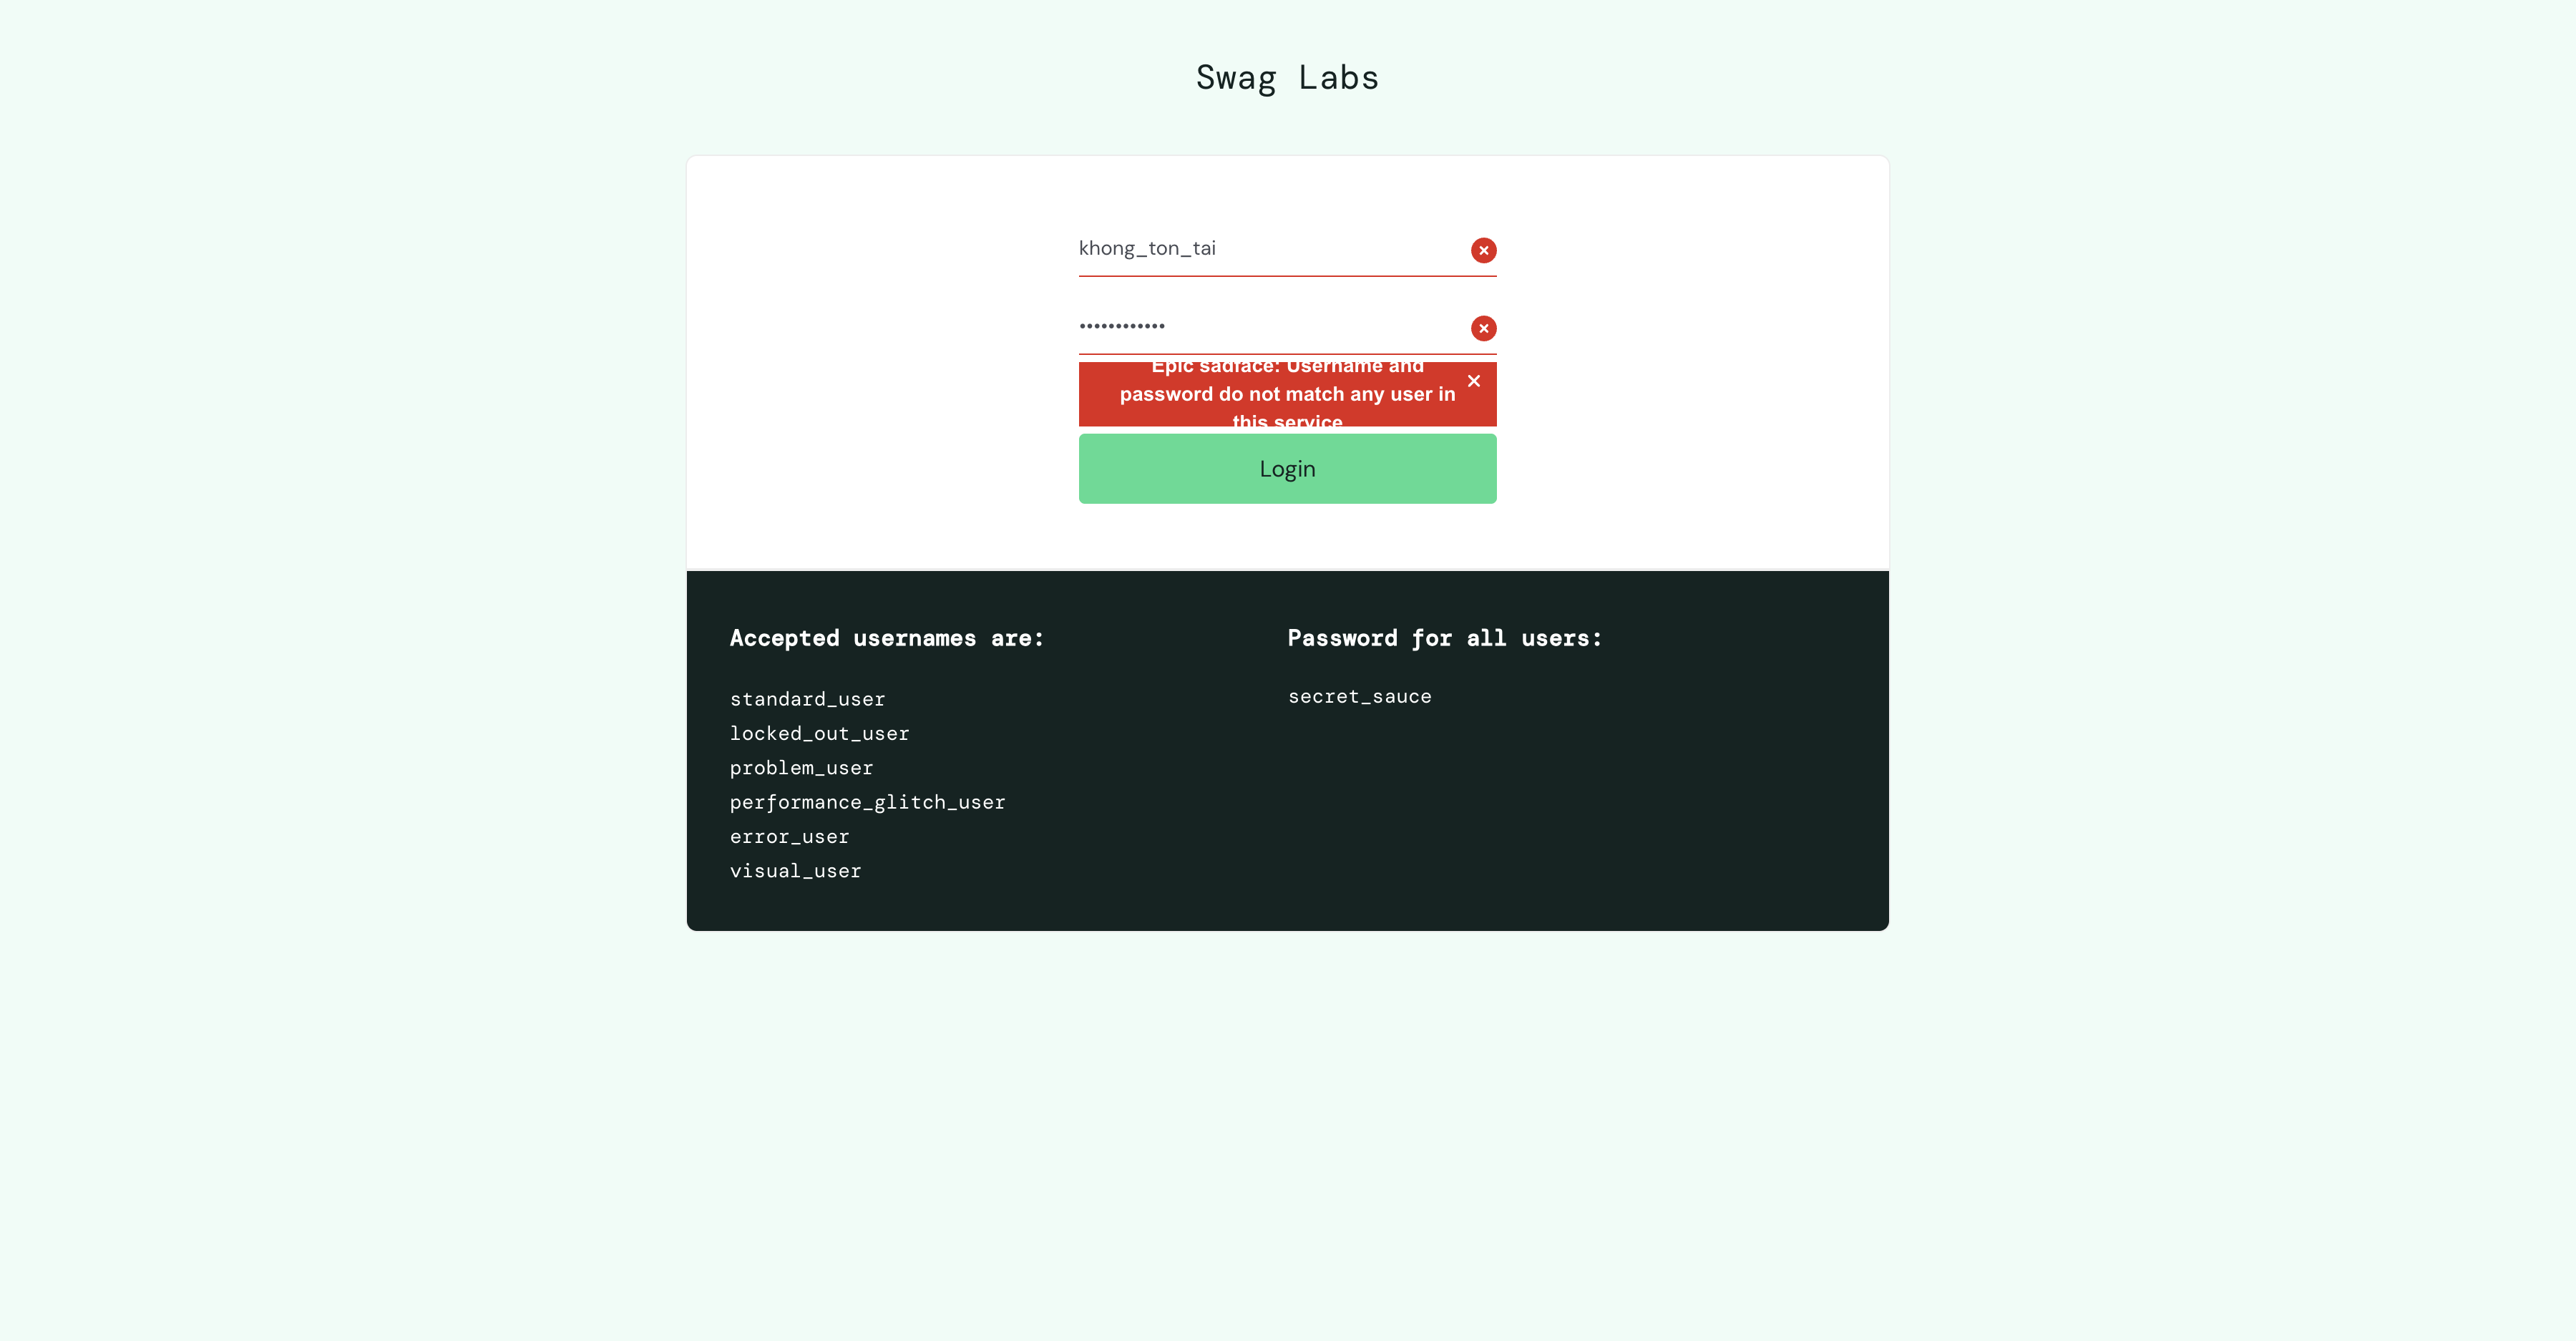 Swag Labs
khong_ton_tai
••••••••••••
Epic sadface: Username and
password do not match any user in
this service
Login
Accepted usernames are:
standard_user
locked_out_user
problem_user
performance_glitch_user
error_user
visual_user
Password for all users:
secret_sauce